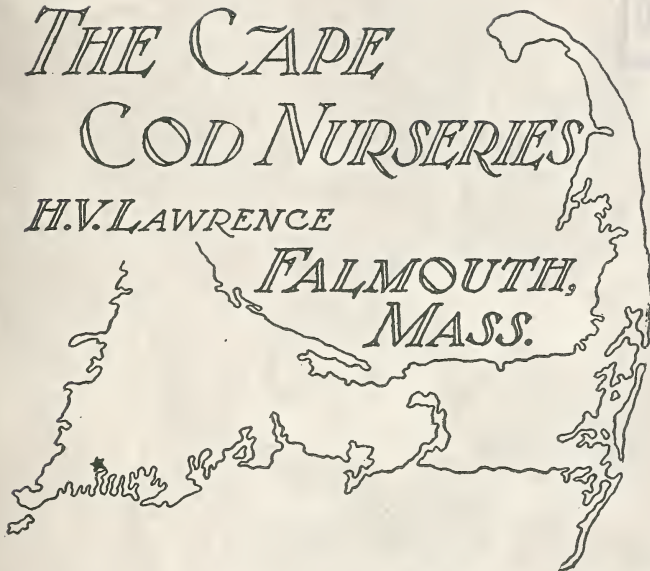 THE CAPE
COD NURSERIES
H.V. LAWRENCE
FALMOUTH,
MASS.